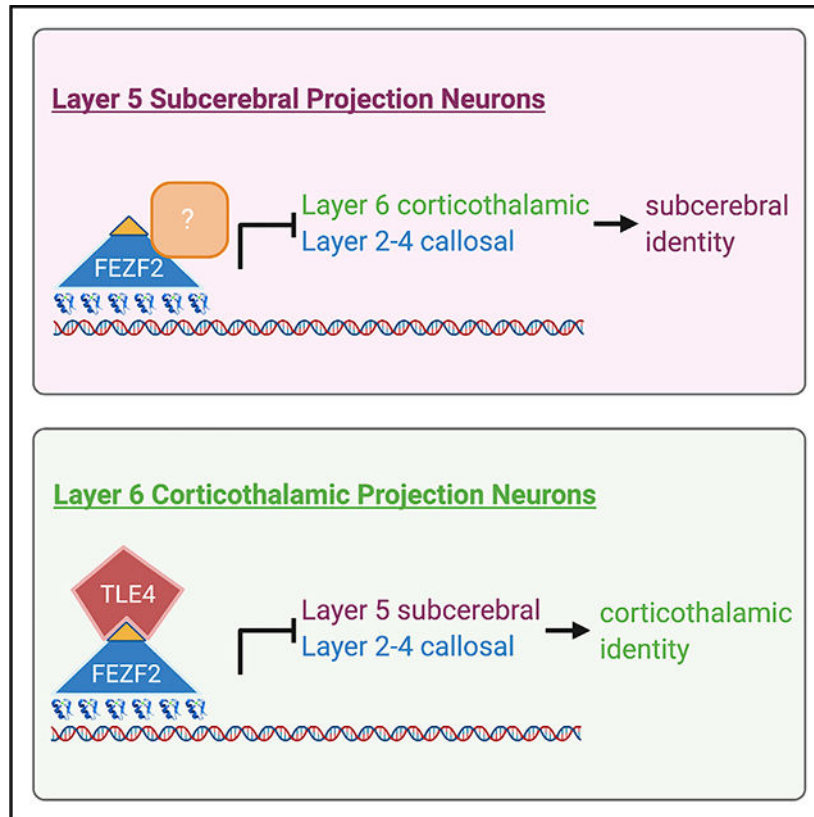 Layer 5 Subcerebral Projection Neurons
?
FEZF2
Layer 6 corticothalamic
Layer 2-4 callosal
subcerebral
identity
Layer 6 Corticothalamic Projection Neurons
TLE4
FEZF2
Layer 5 subcerebral
Layer 2-4 callosal
corticothalamic
identity